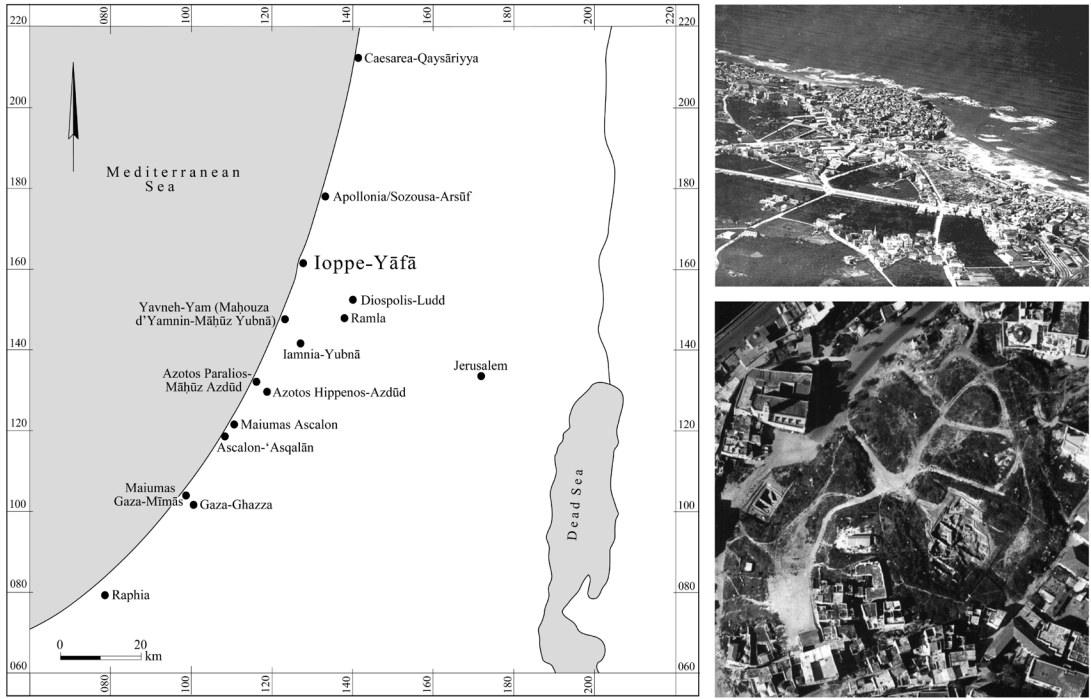 220
080
100
120
140
160
180
200
220
220
Caesarea-Qaysāriyya
200
200
Mediterranean
Sea
180
180
Apollonia/Sozousa-Arsūf
160
Ioppe-Yāfā
160
Diospolis-Ludd
Yavneh-Yam (Maḥouza
d'Yamnin-Māḥūz Yubnā)
Ramla
140
Iamnia-Yubnā
140
Jerusalem
Azotos Paralios-
Māḥūz Azdūd
Azotos Hippenos-Azdūd
120
Maiumas Ascalon
120
Ascalon-‘Asqalān
Maiumas
Gaza-Mīmās
Gaza-Ghazza
Dead Sea
100
100
080
Raphia
080
0
20
km
060
060
080
100
120
140
160
180
200